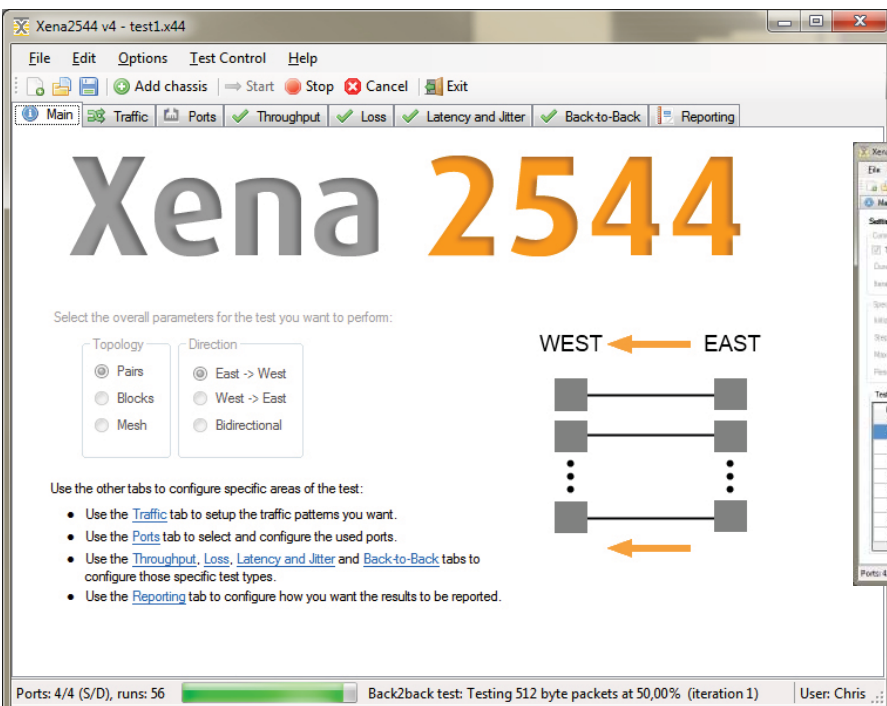 Xena2544 v4 - test1.x44
File Edit Options Test Control Help
Add chassis Start Stop Cancel Exit
Main Traffic Ports Throughput Loss Latency and Jitter Back-to-Back Reporting
Xena 2544
Select the overall parameters for the test you want to perform:
Topology Direction
Pairs East -> West
Blocks West -> East
Mesh Bidirectional
WEST EAST
Use the other tabs to configure specific areas of the test:
• Use the Traffic tab to setup the traffic patterns you want.
• Use the Ports tab to select and configure the used ports.
• Use the Throughput, Loss, Latency and Jitter and Back-to-Back tabs to
configure those specific test types.
• Use the Reporting tab to configure how you want the results to be reported.
Ports: 4/4 (S/D), runs: 56 Back2back test: Testing 512 byte packets at 50,00% (iteration 1) User: Chris
Xena
File